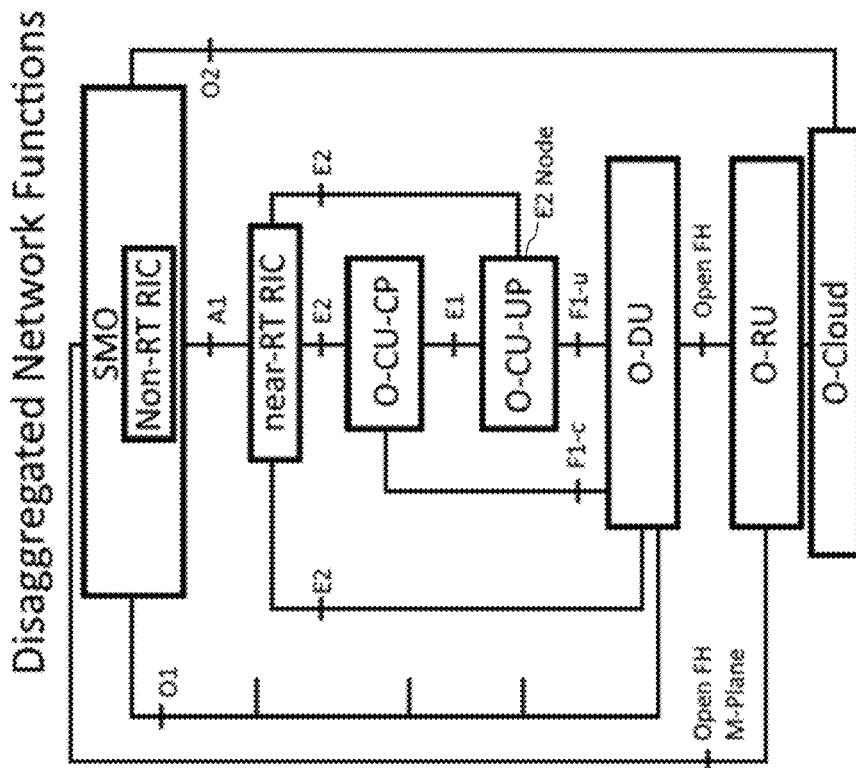 Disaggregated Network Functions
SMO
Non-RT RIC
O2
O1
A1
near-RT RIC
E2
E2
E2
O-CU-CP
E1
O-CU-UP
E2 Node
F1-c
F1-u
O-DU
Open FH
Open FH
M-Plane
O-RU
O-Cloud